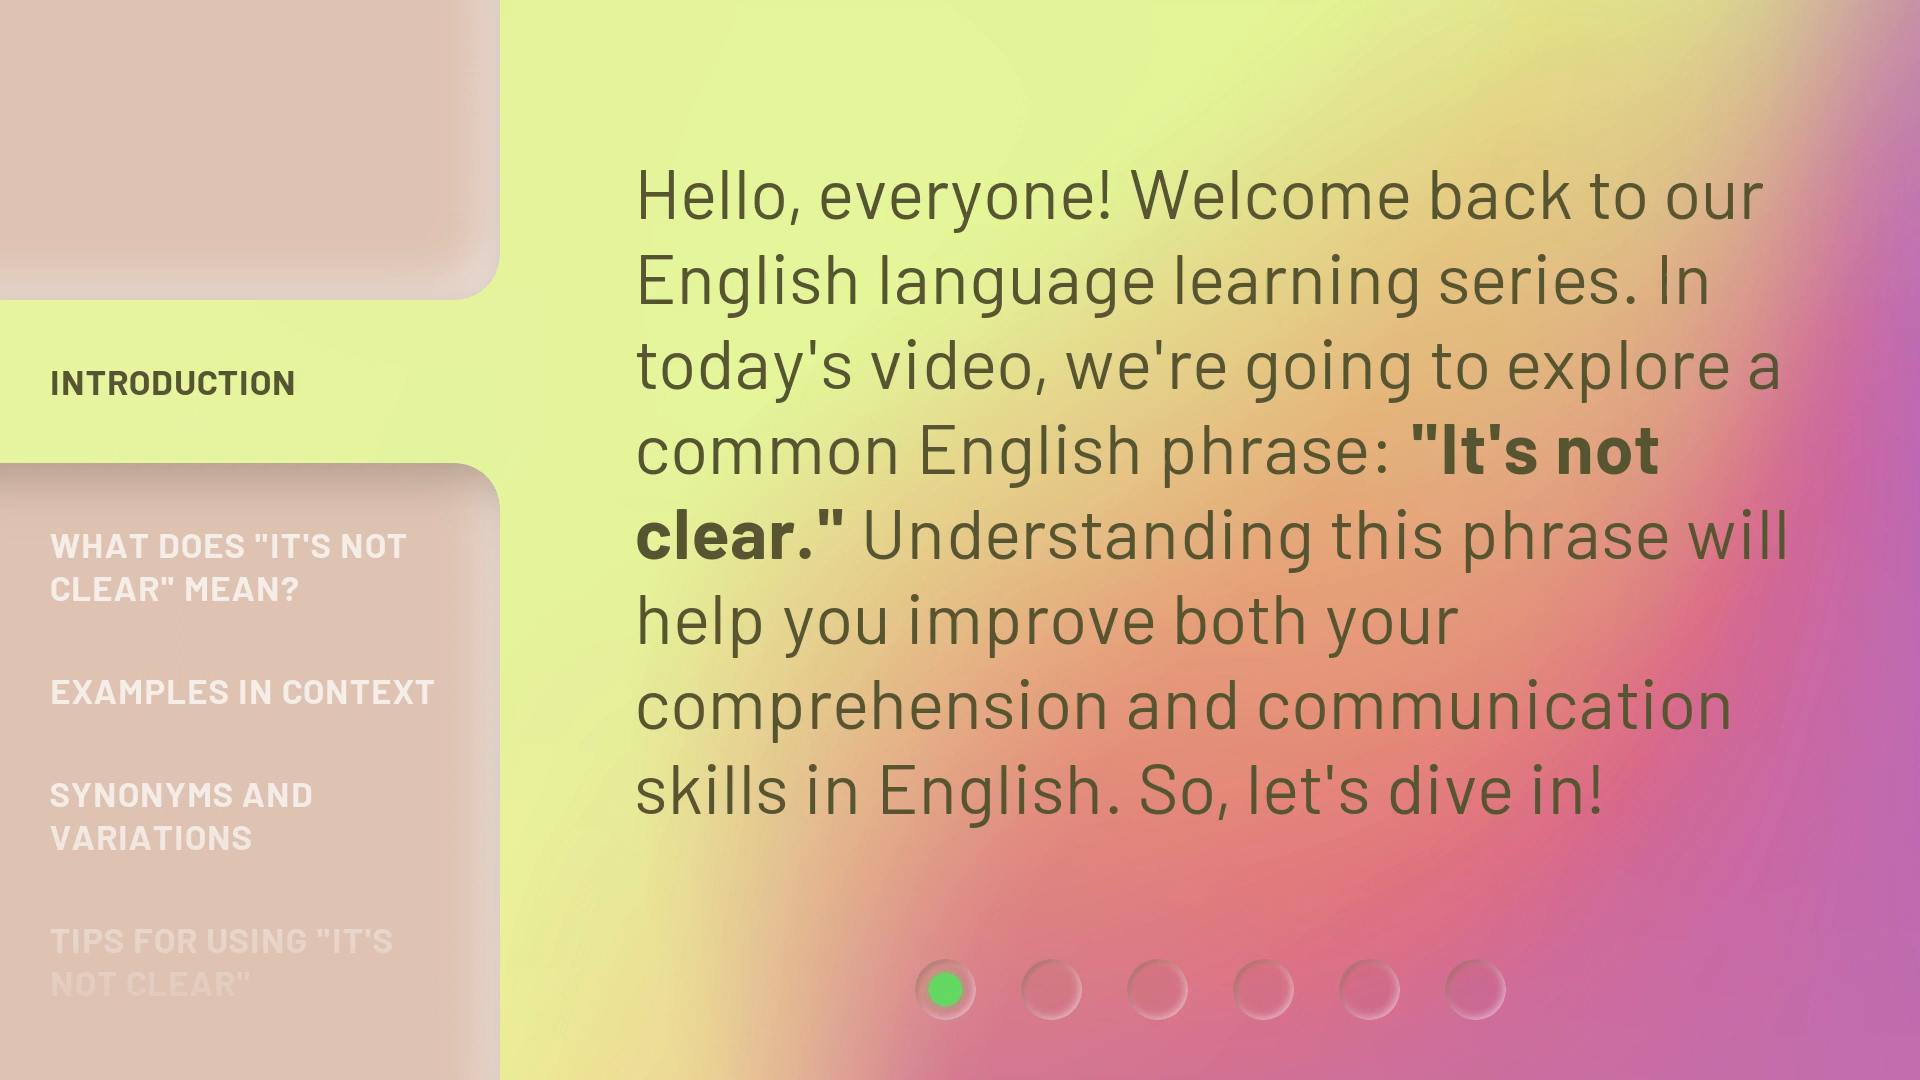 INTRODUCTION
WHAT DOES "IT'S NOT
CLEAR" MEAN?
EXAMPLES IN CONTEXT
SYNONYMS AND
VARIATIONS
TIPS FOR USING "IT'S
NOT CLEAR"
Hello, everyone! Welcome back to our
English language learning series. In
today's video, we're going to explore a
common English phrase: "It's not
clear." Understanding this phrase will
help you improve both your
comprehension and communication
skills in English. So, let's dive in!